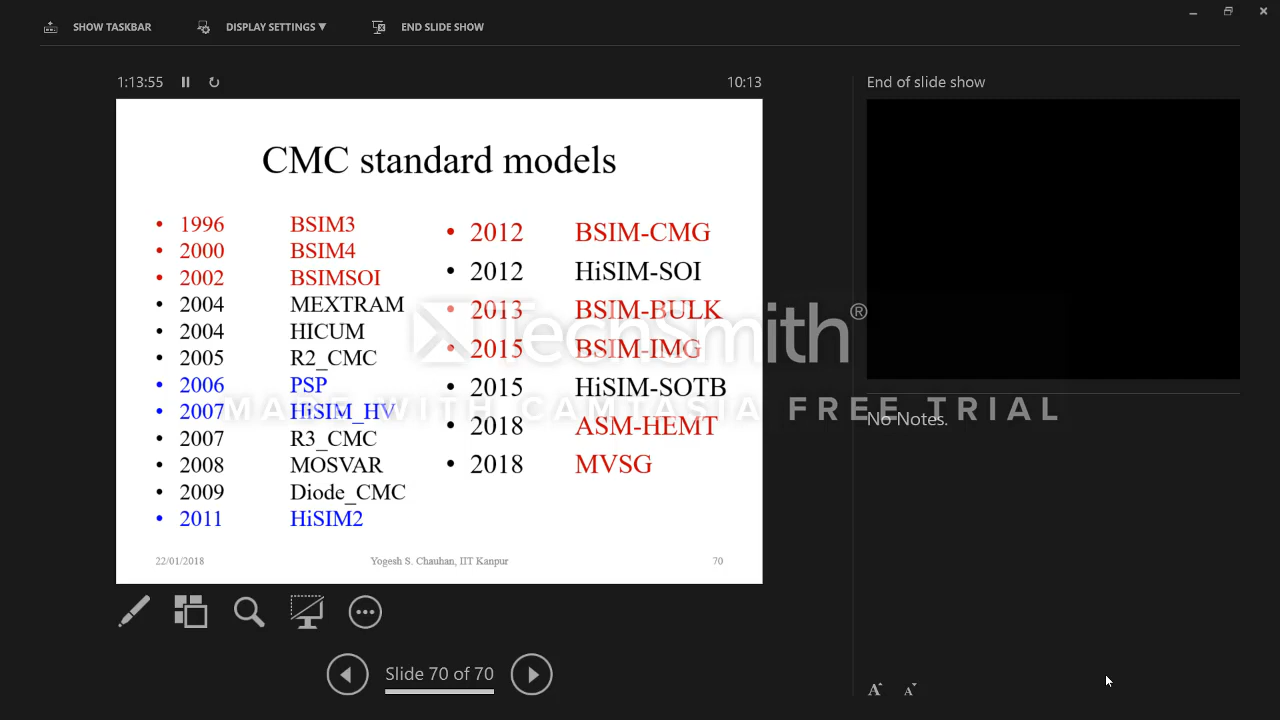 SHOW TASKBAR DISPLAY SETTINGS ▼ END SLIDE SHOW
1:13:55 10:13
End of slide show
CMC standard models
• 1996 BSIM3
• 2000 BSIM4
• 2002 BSIMSOI
• 2004 MEXTRAM
• 2004 HICUM
• 2005 R2_CMC
• 2006 PSP
• 2007 HiSIM_HV
• 2007 R3_CMC
• 2008 MOSVAR
• 2009 Diode_CMC
• 2011 HiSIM2
• 2012 BSIM-CMG
• 2012 HiSIM-SOI
• 2013 BSIM-BULK
• 2015 BSIM-IMG
• 2015 HiSIM-SOTB
• 2018 ASM-HEMT
• 2018 MVSG
22/01/2018 Yogesh S. Chauhan, IIT Kanpur 70
TechSmith®
MADE WITH CAMTASIA FREE TRIAL
No Notes.
Slide 70 of 70
A A